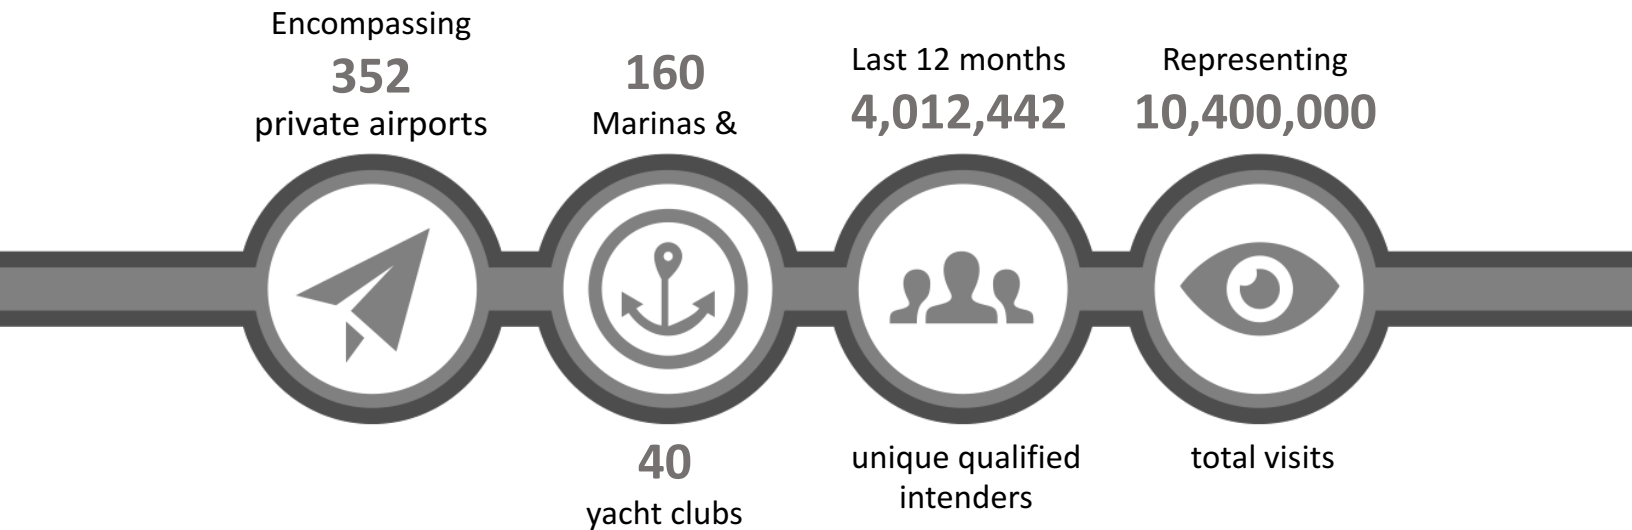 Encompassing
352
private airports
160
Marinas &
40
yacht clubs
Last 12 months
4,012,442
unique qualified
intenders
Representing
10,400,000
total visits